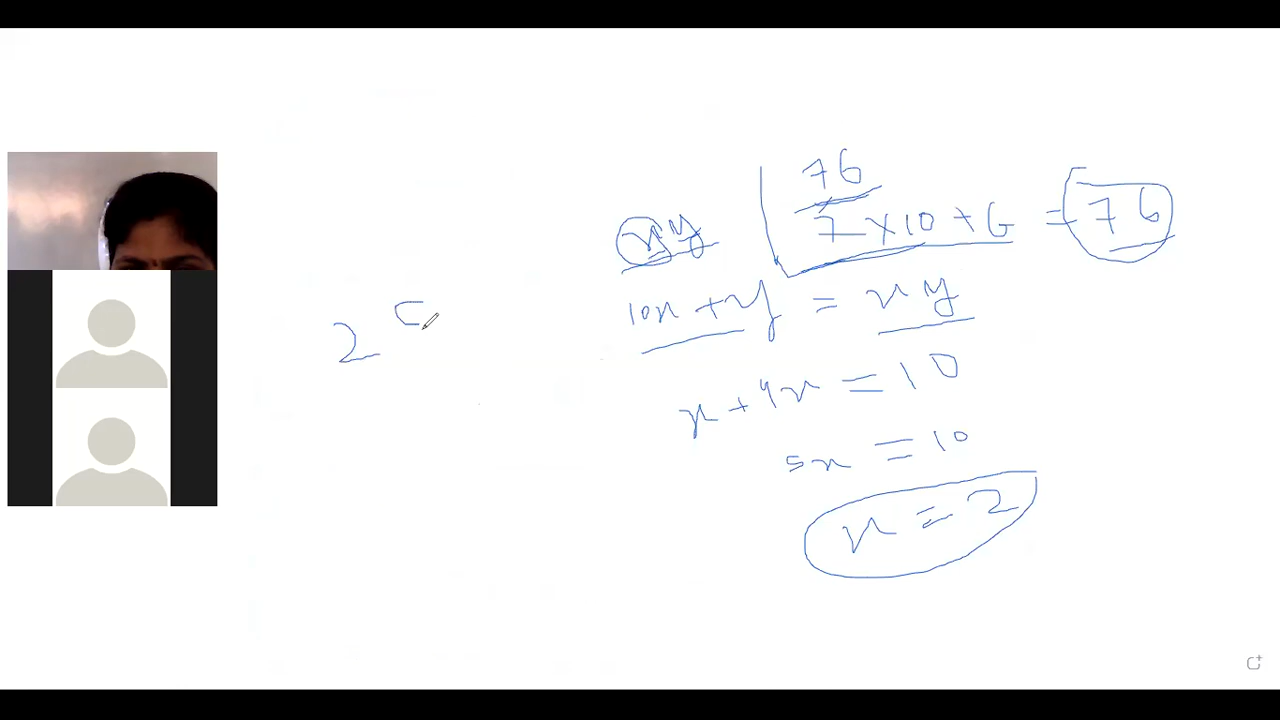 76
xy 7 × 10 + 6 = 76
10x + y = xy
x + 4x = 10
5x = 10
x = 2
2